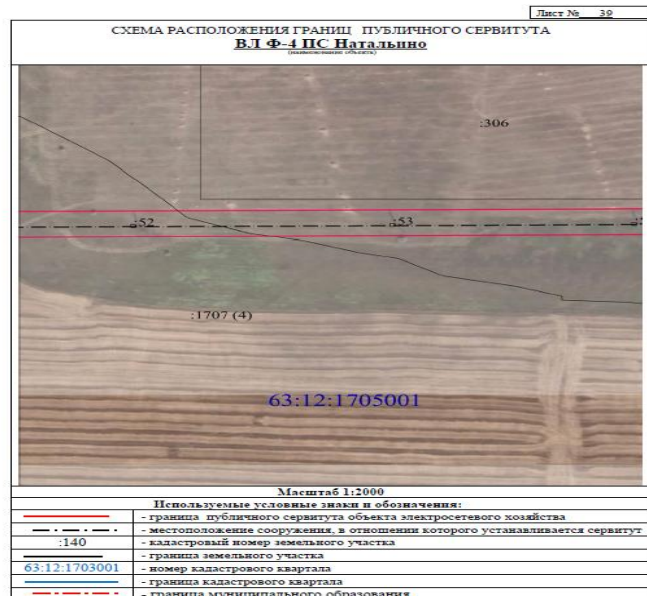 Лист № 39
СХЕМА РАСПОЛОЖЕНИЯ ГРАНИЦ ПУБЛИЧНОГО СЕРВИТУТА
ВЛ Ф-4 ПС Натальино
(наименование объекта)
:306
:52
:53
:1707 (4)
63:12:1705001
Масштаб 1:2000
Используемые условные знаки и обозначения:
- граница публичного сервитута объекта электросетевого хозяйства
- местоположение сооружения, в отношении которого устанавливается сервитут
:140 - кадастровый номер земельного участка
- граница земельного участка
63:12:1703001 - номер кадастрового квартала
- граница кадастрового квартала
- граница муниципального образования